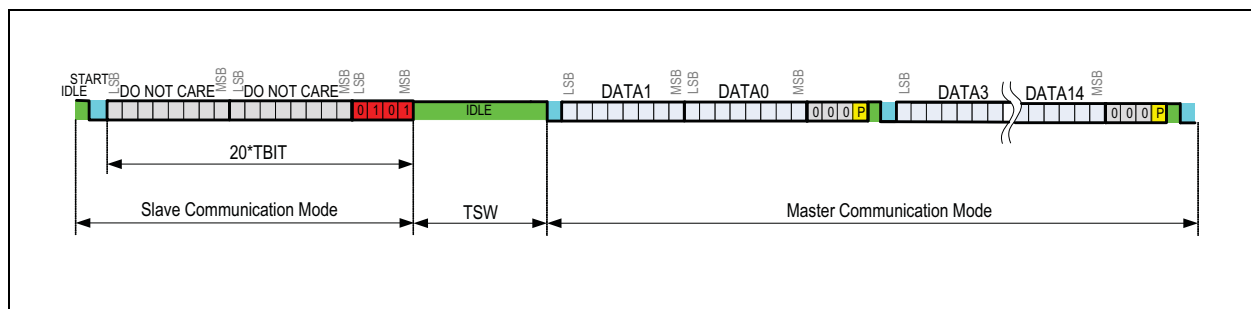 START
IDLE
LSB DO NOT CARE MSB LSB DO NOT CARE MSB LSB MSB
0 1 0 1
IDLE
LSB DATA1 MSB LSB DATA0 MSB
0 0 0 P
LSB DATA3 DATA14 MSB
0 0 0 P
20*TBIT
Slave Communication Mode TSW Master Communication Mode